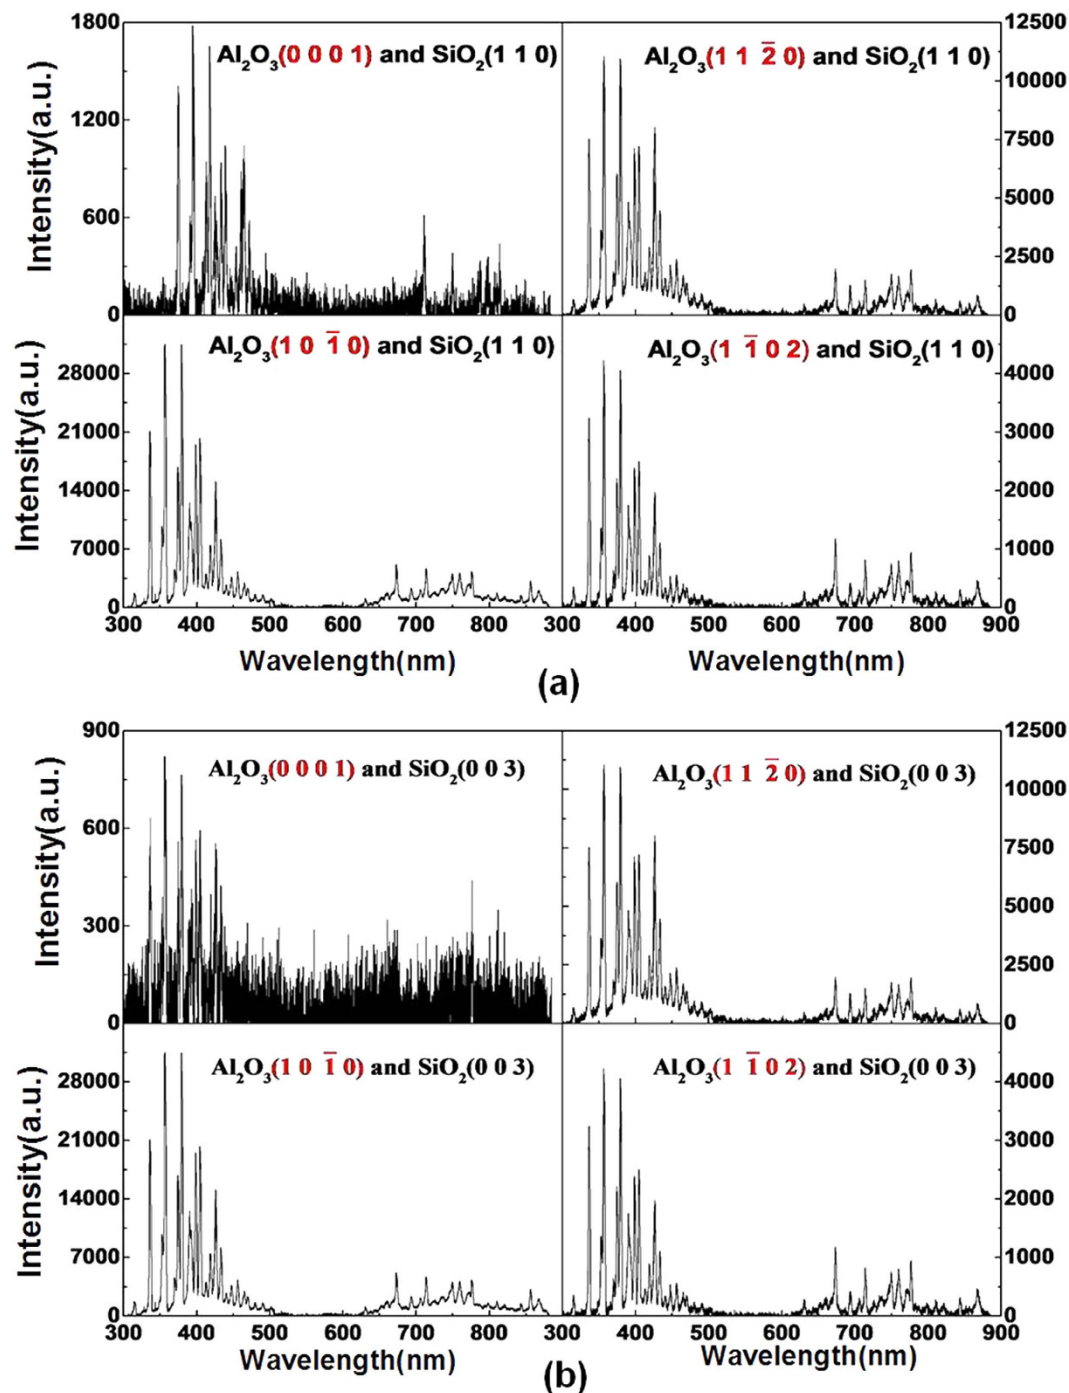 1800
1200
600
0
Intensity(a.u.)
Al₂O₃(0 0 0 1) and SiO₂(1 1 0)
Al₂O₃(1 1 2̅ 0) and SiO₂(1 1 0)
12500
10000
7500
5000
2500
0
28000
21000
14000
7000
0
Intensity(a.u.)
Al₂O₃(1 0 1̅ 0) and SiO₂(1 1 0)
Al₂O₃(1 1̅ 0 2) and SiO₂(1 1 0)
4000
3000
2000
1000
0
300 400 500 600 700 800 300 400 500 600 700 800 900
Wavelength(nm) Wavelength(nm)
(a)
900
600
300
0
Intensity(a.u.)
Al₂O₃(0 0 0 1) and SiO₂(0 0 3)
Al₂O₃(1 1 2̅ 0) and SiO₂(0 0 3)
12500
10000
7500
5000
2500
0
28000
21000
14000
7000
0
Intensity(a.u.)
Al₂O₃(1 0 1̅ 0) and SiO₂(0 0 3)
Al₂O₃(1 1̅ 0 2) and SiO₂(0 0 3)
4000
3000
2000
1000
0
300 400 500 600 700 800 300 400 500 600 700 800 900
Wavelength(nm) Wavelength(nm)
(b)